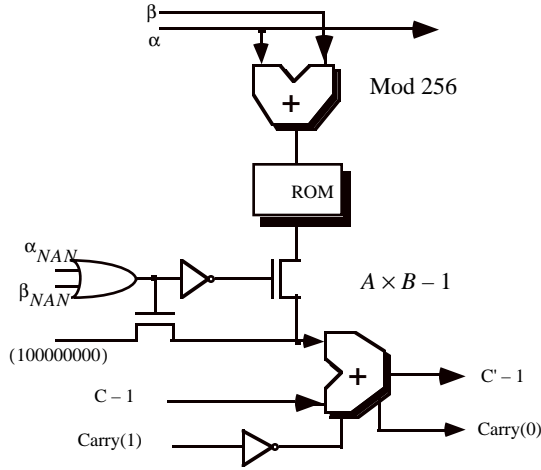 β
α
+
Mod 256
ROM
α_NAN
β_NAN
A × B – 1
(100000000)
+
C' – 1
C – 1
Carry(1)
Carry(0)